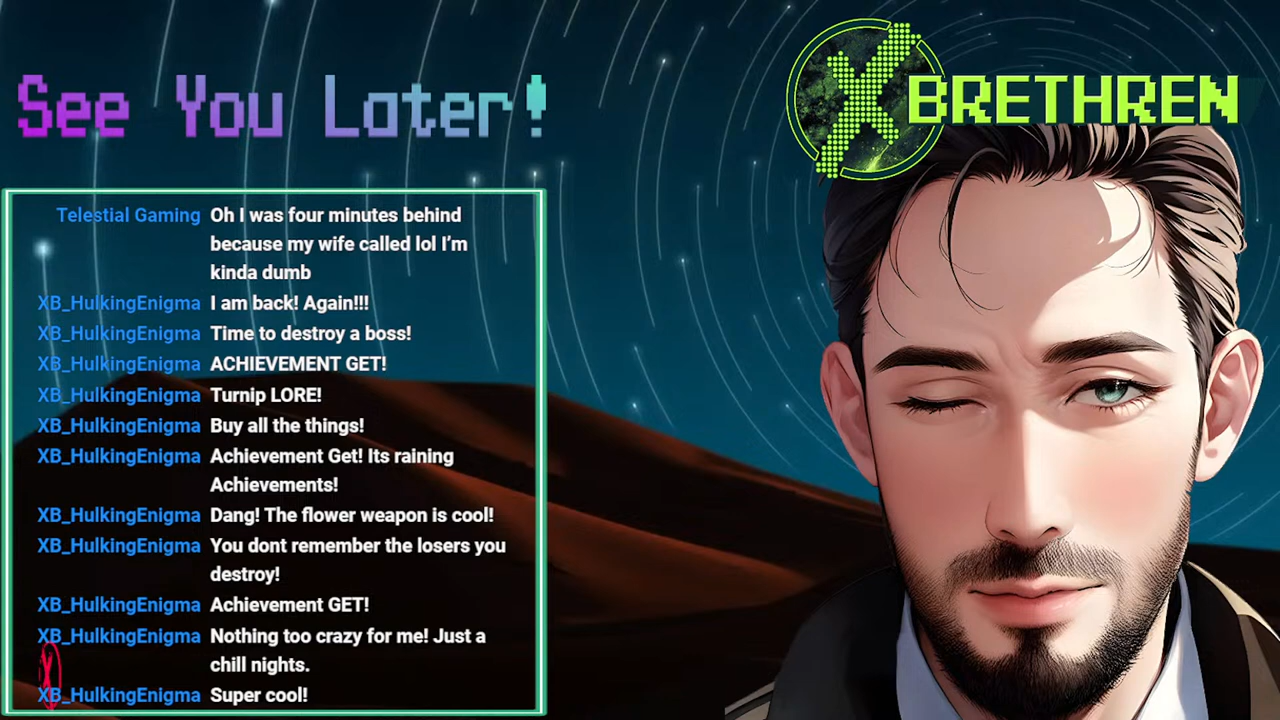 See You Later!
X BRETHREN
Telestial Gaming Oh I was four minutes behind
because my wife called lol I’m
kinda dumb
XB_HulkingEnigma I am back! Again!!!
XB_HulkingEnigma Time to destroy a boss!
XB_HulkingEnigma ACHIEVEMENT GET!
XB_HulkingEnigma Turnip LORE!
XB_HulkingEnigma Buy all the things!
XB_HulkingEnigma Achievement Get! Its raining
Achievements!
XB_HulkingEnigma Dang! The flower weapon is cool!
XB_HulkingEnigma You dont remember the losers you
destroy!
XB_HulkingEnigma Achievement GET!
XB_HulkingEnigma Nothing too crazy for me! Just a
chill nights.
XB_HulkingEnigma Super cool!